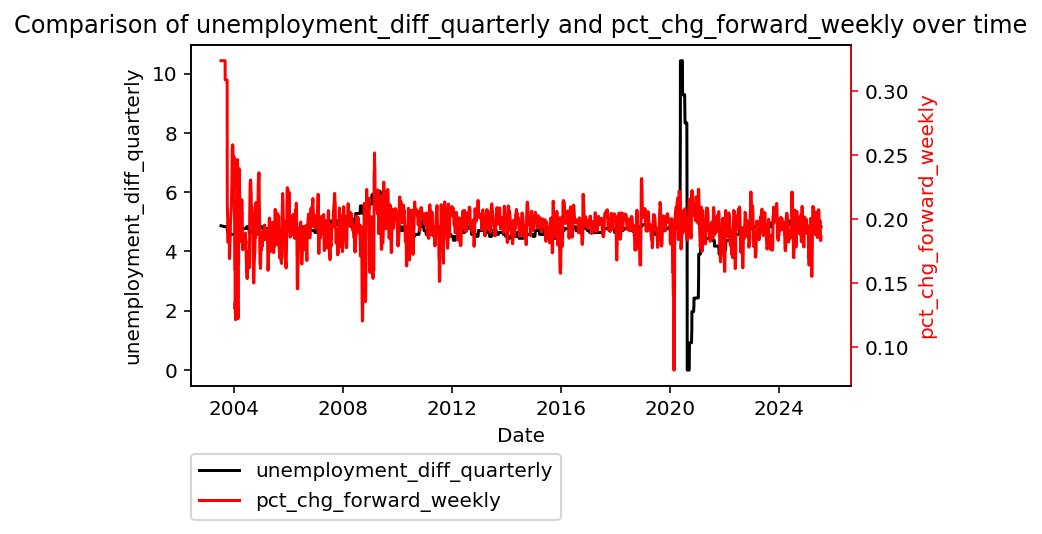 Comparison of unemployment_diff_quarterly and pct_chg_forward_weekly over time
unemployment_diff_quarterly
10
8
6
4
2
0
0.30
0.25
0.20
0.15
0.10
pct_chg_forward_weekly
2004 2008 2012 2016 2020 2024
Date
unemployment_diff_quarterly
pct_chg_forward_weekly